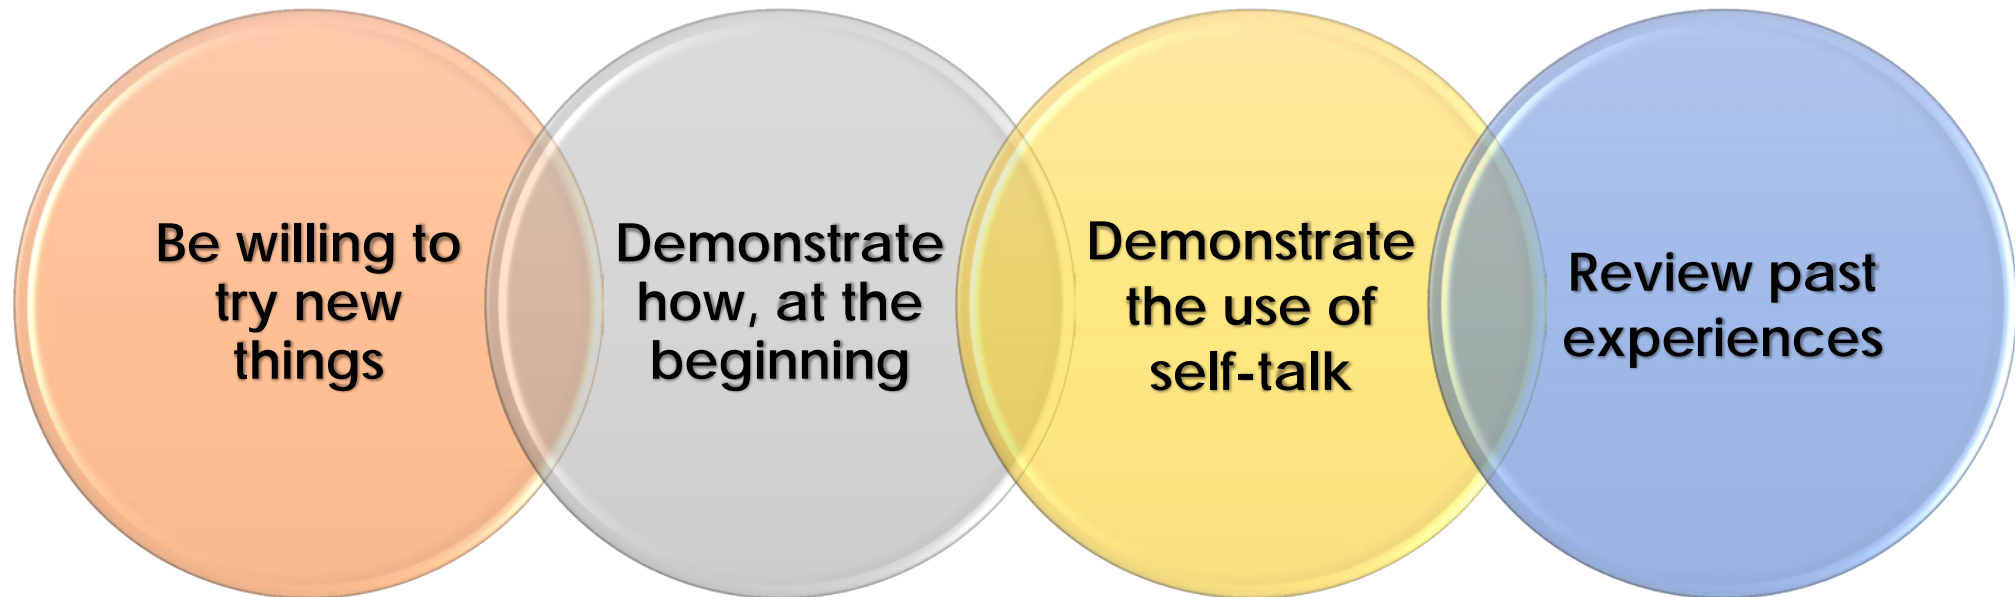 Be willing to
try new
things
Demonstrate
how, at the
beginning
Demonstrate
the use of
self-talk
Review past
experiences